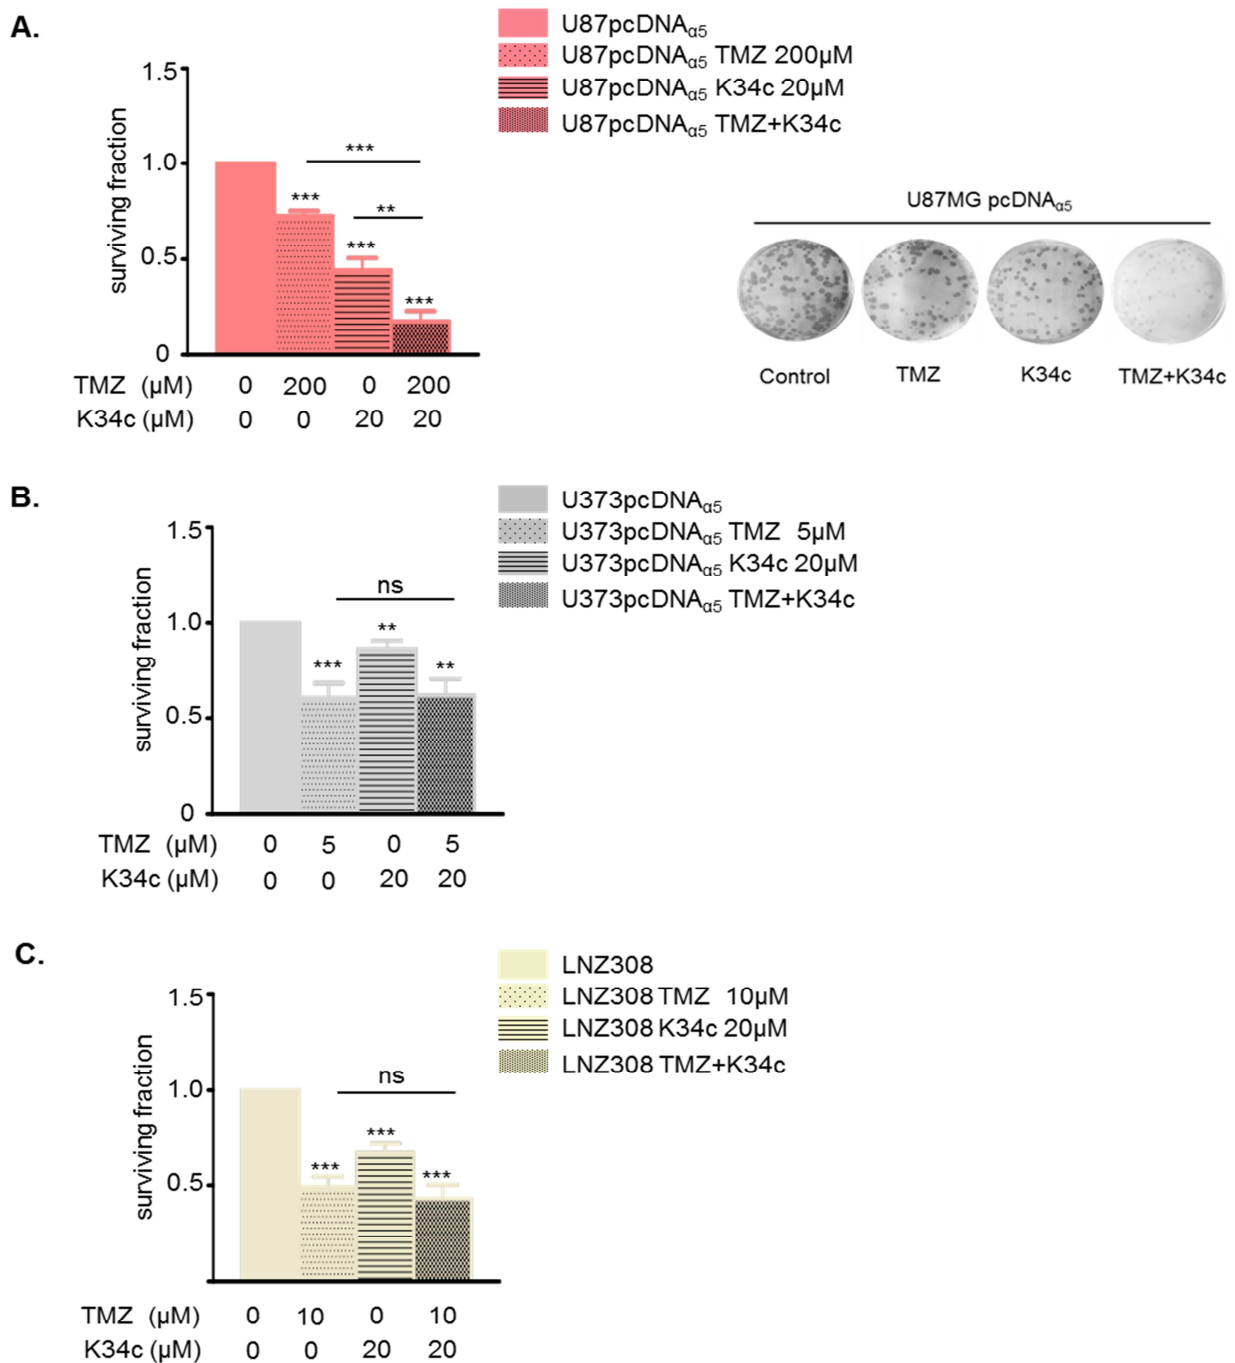 A.
U87pcDNAα5
U87pcDNAα5 TMZ 200µM
U87pcDNAα5 K34c 20µM
U87pcDNAα5 TMZ+K34c
surviving fraction
1.5
1.0
0.5
0
***
***
**
***
***
TMZ (µM) 0 200 0 200
K34c (µM) 0 0 20 20
U87MG pcDNAα5
Control TMZ K34c TMZ+K34c
B.
U373pcDNAα5
U373pcDNAα5 TMZ 5µM
U373pcDNAα5 K34c 20µM
U373pcDNAα5 TMZ+K34c
surviving fraction
1.5
1.0
0.5
0
ns
**
*** **
TMZ (µM) 0 5 0 5
K34c (µM) 0 0 20 20
C.
LNZ308
LNZ308 TMZ 10µM
LNZ308 K34c 20µM
LNZ308 TMZ+K34c
surviving fraction
1.5
1.0
0.5
ns
***
*** ***
TMZ (µM) 0 10 0 10
K34c (µM) 0 0 20 20